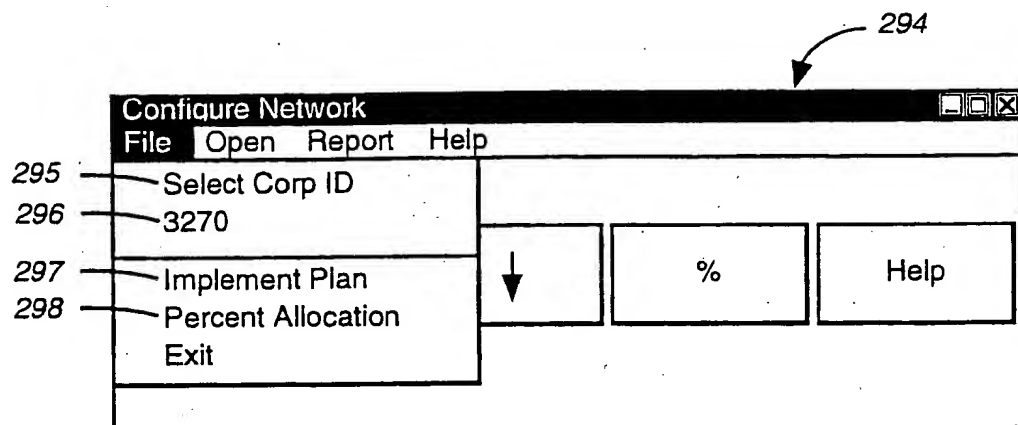 294
Configure Network
File Open Report Help
295 Select Corp ID
296 3270
297 Implement Plan
298 Percent Allocation
Exit
% Help